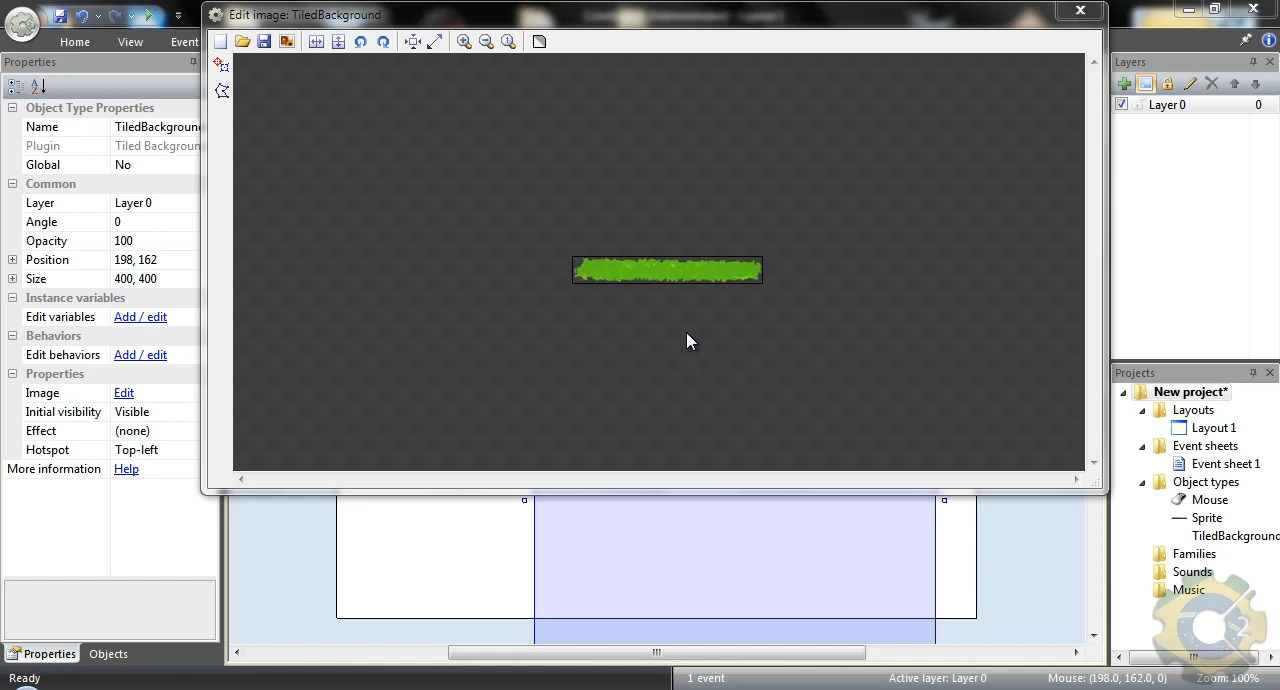 Edit image: TiledBackground
Home
View
Event
Properties
Object Type Properties
Name
TiledBackground
Plugin
Tiled Backgroun
Global
No
Common
Layer
Layer 0
Angle
0
Opacity
100
Position
198, 162
Size
400, 400
Instance variables
Edit variables
Add / edit
Behaviors
Edit behaviors
Add / edit
Properties
Image
Edit
Initial visibility
Visible
Effect
(none)
Hotspot
Top-left
More information
Help
Properties
Objects
Layers
Layer 0
0
Projects
New project*
Layouts
Layout 1
Event sheets
Event sheet 1
Object types
Mouse
Sprite
TiledBackground
Families
Sounds
Music
2
Ready
1 event
Active layer: Layer 0
Mouse: (198.0, 162.0, 0)
Zoom: 100%